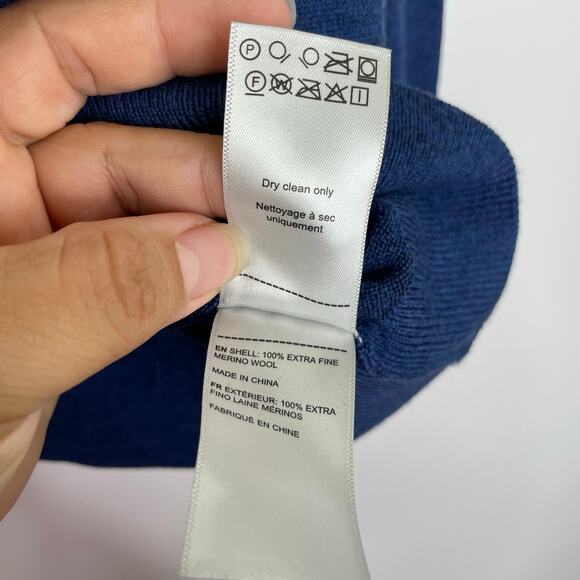 P
F W
Dry clean only
Nettoyage à sec
uniquement
EN SHELL: 100% EXTRA FINE
MERINO WOOL
MADE IN CHINA
FR EXTÉRIEUR: 100% EXTRA
FINO LAINE MÉRINOS
FABRIQUÉ EN CHINE